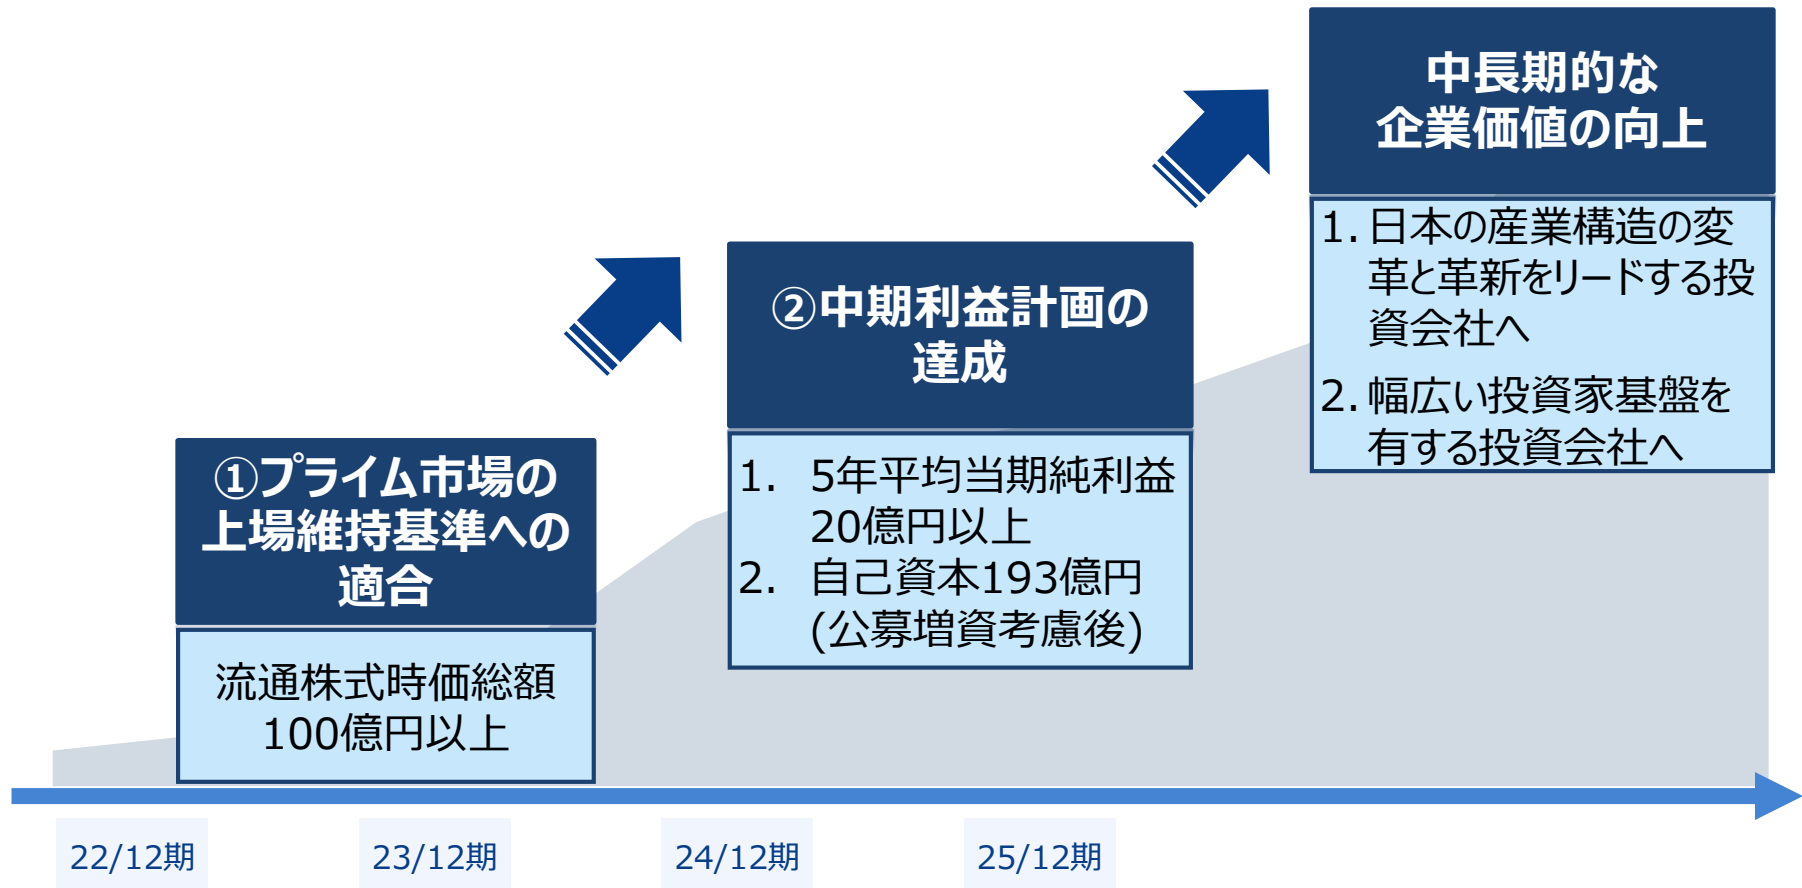 中長期的な
企業価値の向上
1. 日本の産業構造の変
革と革新をリードする投
資会社へ
2. 幅広い投資家基盤を
有する投資会社へ
②中期利益計画の
達成
1. 5年平均当期純利益
20億円以上
2. 自己資本193億円
(公募増資考慮後)
①プライム市場の
上場維持基準への
適合
流通株式時価総額
100億円以上
22/12期
23/12期
24/12期
25/12期